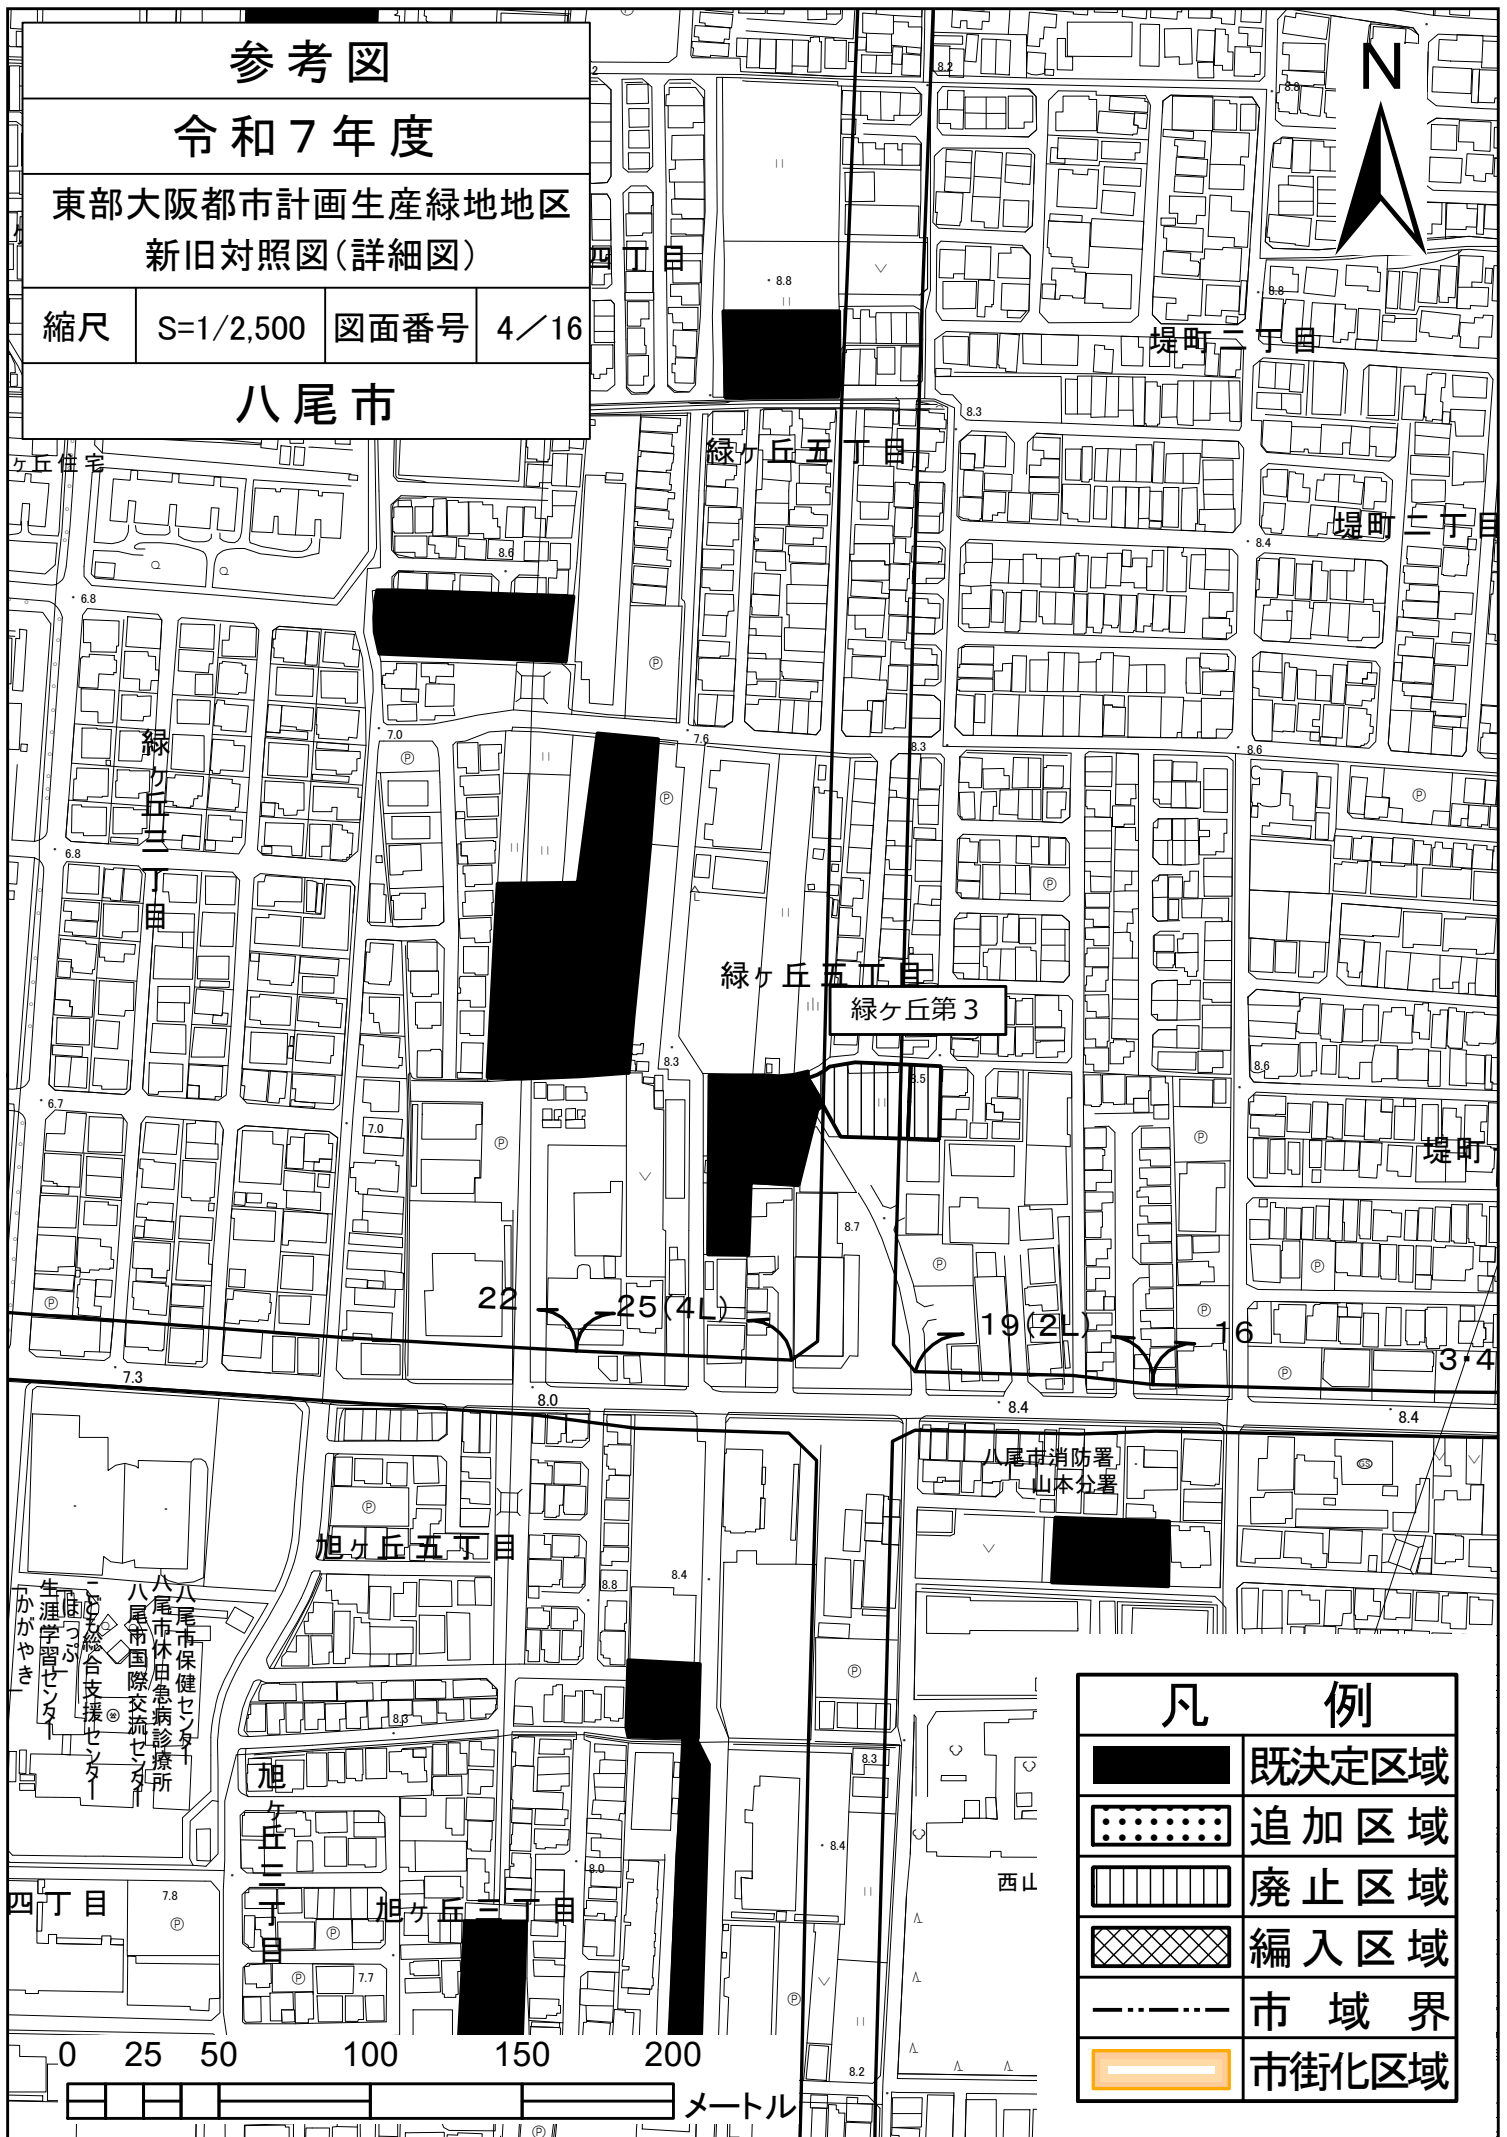 参考図
令和７年度
東部大阪都市計画生産緑地地区
新旧対照図（詳細図）
縮尺 S=1/2,500 図面番号 4／16
八尾市
N
8.2
8.8
四丁目
8.8
8.8
堤町二丁目
8.3
緑ヶ丘五丁目
ヶ丘住宅
堤町二丁目
8.4
8.6
6.8
P
7.0
7.6
8.3
8.6
緑ヶ丘三丁目
P
P
P
6.8
P
緑ヶ丘五丁目
緑ヶ丘第３
8.3
8.5
8.6
6.7
7.0
P
P
堤町
8.7
P
P
P
P
22
25(4L)
19(2L)
16
3・4
P
7.3
8.0
8.4
8.4
八尾市消防署
山本分署
GS
P
旭ヶ丘五丁目
8.8
8.4
八尾市保健センター
八尾市休日急病診療所
八尾市国際交流センター
こども総合支援センター
「ほっぷ」
生涯学習センター
「かがやき」
P
8.3
8.3
旭ヶ丘三丁目
8.4
8.0
西山
四丁目
7.8
P
旭ヶ丘三丁目
P
P
7.7
P
8.2
凡例
既決定区域
追加区域
廃止区域
編入区域
市域界
市街化区域
0 25 50 100 150 200
メートル
P